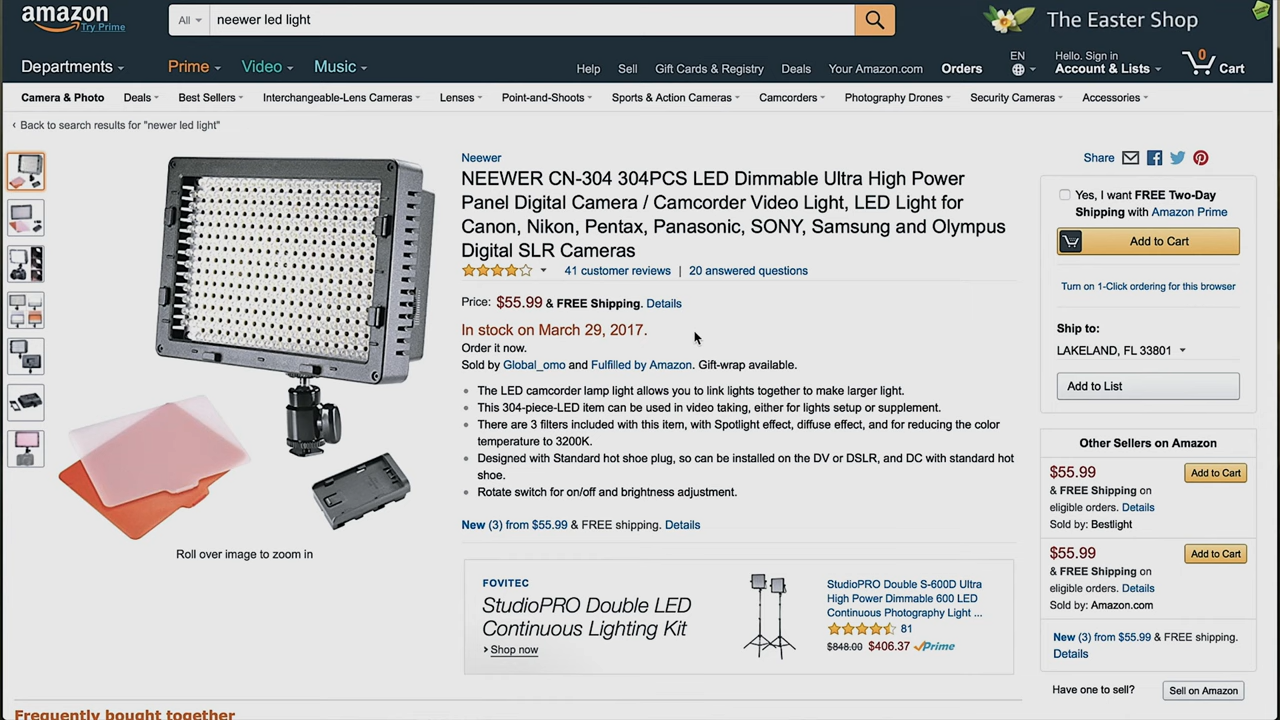 amazon
Try Prime
All
neewer led light
The Easter Shop
Departments
Prime
Video
Music
Help
Sell
Gift Cards & Registry
Deals
Your Amazon.com
Orders
EN
Hello. Sign in
Account & Lists
0
Cart
Camera & Photo
Deals
Best Sellers
Interchangeable-Lens Cameras
Lenses
Point-and-Shoots
Sports & Action Cameras
Camcorders
Photography Drones
Security Cameras
Accessories
‹ Back to search results for "newer led light"
Roll over image to zoom in
Neewer
NEEWER CN-304 304PCS LED Dimmable Ultra High Power
Panel Digital Camera / Camcorder Video Light, LED Light for
Canon, Nikon, Pentax, Panasonic, SONY, Samsung and Olympus
Digital SLR Cameras
41 customer reviews | 20 answered questions
Price: $55.99 & FREE Shipping. Details
In stock on March 29, 2017.
Order it now.
Sold by Global_omo and Fulfilled by Amazon. Gift-wrap available.
• The LED camcorder lamp light allows you to link lights together to make larger light.
• This 304-piece-LED item can be used in video taking, either for lights setup or supplement.
• There are 3 filters included with this item, with Spotlight effect, diffuse effect, and for reducing the color
temperature to 3200K.
• Designed with Standard hot shoe plug, so can be installed on the DV or DSLR, and DC with standard hot
shoe.
• Rotate switch for on/off and brightness adjustment.
New (3) from $55.99 & FREE shipping. Details
FOVITEC
StudioPRO Double LED
Continuous Lighting Kit
› Shop now
StudioPRO Double S-600D Ultra
High Power Dimmable 600 LED
Continuous Photography Light ...
81
$848.00 $406.37 Prime
Share
Yes, I want FREE Two-Day
Shipping with Amazon Prime
Add to Cart
Turn on 1-Click ordering for this browser
Ship to:
LAKELAND, FL 33801
Add to List
Other Sellers on Amazon
$55.99
Add to Cart
& FREE Shipping on
eligible orders. Details
Sold by: Bestlight
$55.99
Add to Cart
& FREE Shipping on
eligible orders. Details
Sold by: Amazon.com
New (3) from $55.99 & FREE shipping.
Details
Have one to sell?
Sell on Amazon
Frequently bought together